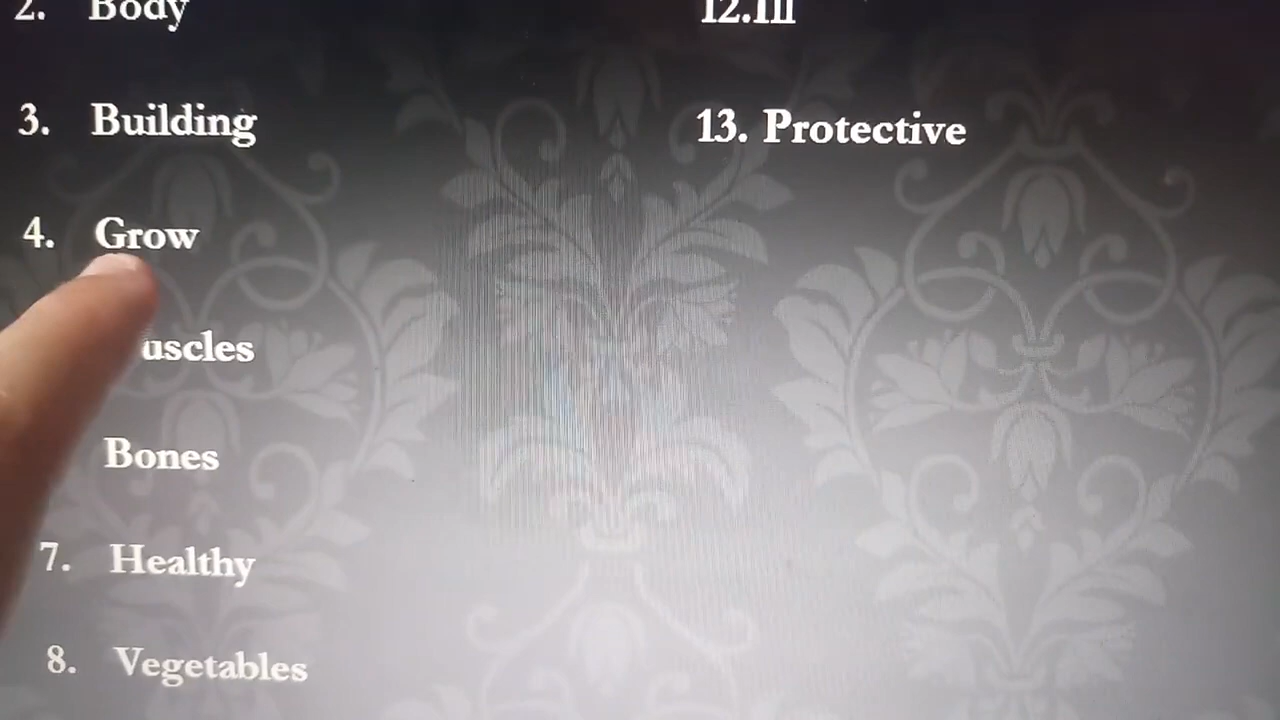 2. Body
3. Building
4. Grow
uscles
Bones
7. Healthy
8. Vegetables
12.Ill
13. Protective